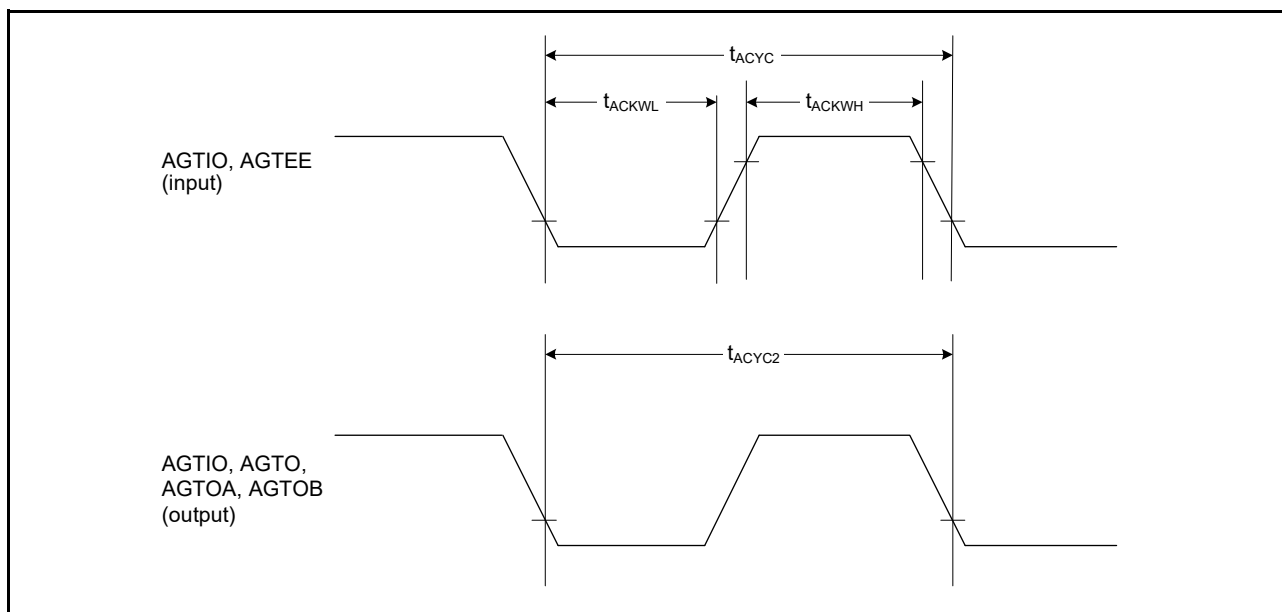 tACYC
tACKWL
tACKWH
AGTIO, AGTEE
(input)
tACYC2
AGTIO, AGTO,
AGTOA, AGTOB
(output)